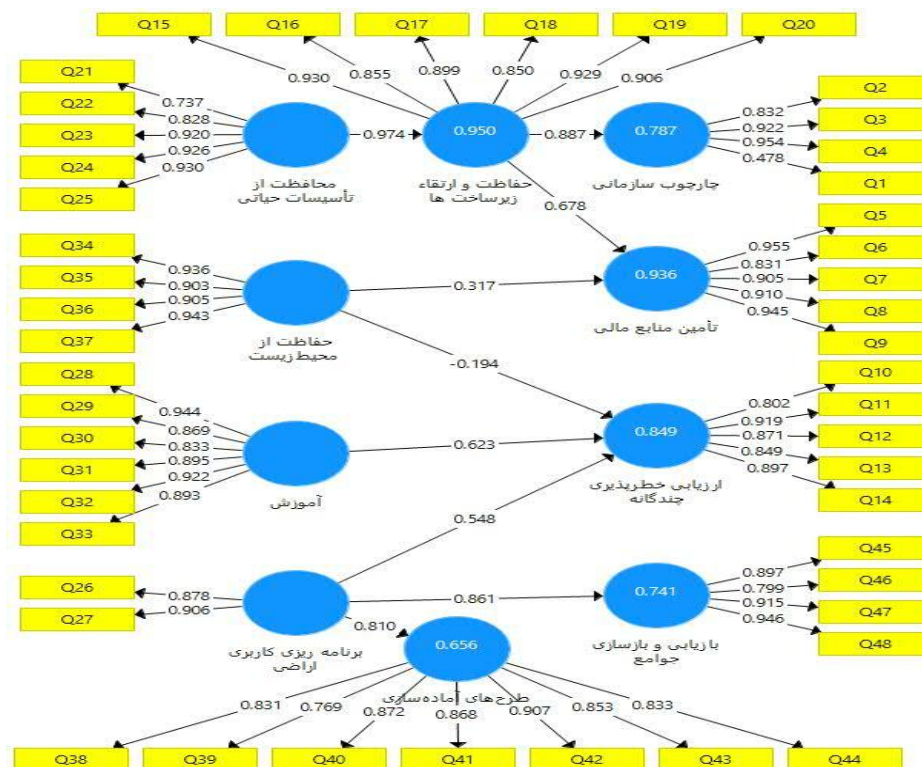 Q15 Q16 Q17 Q18 Q19 Q20
0.930 0.855 0.899 0.850 0.929 0.906
Q21
Q22
Q23
Q24
Q25
0.737
0.828
0.920
0.926
0.930
محافظت از
تأسیسات حیاتی
0.974
0.950
حفاظت و ارتقاء
زیرساخت ها
0.887
0.787
چارچوب سازمانی
0.832
0.922
0.954
0.478
Q2
Q3
Q4
Q1
0.678
Q34
Q35
Q36
Q37
0.936
0.903
0.905
0.943
حفاظت از
محیط‌زیست
0.317
0.936
تأمین منابع مالی
0.955
0.831
0.905
0.910
0.945
Q5
Q6
Q7
Q8
Q9
-0.194
Q28
Q29
Q30
Q31
Q32
Q33
0.944
0.869
0.833
0.895
0.922
0.893
آموزش
0.623
0.849
ارزیابی خطرپذیری
چندگانه
0.802
0.919
0.871
0.849
0.897
Q10
Q11
Q12
Q13
Q14
0.548
Q26
Q27
0.878
0.906
برنامه ریزی کاربری
اراضی
0.861
0.741
بازیابی و بازسازی
جوامع
0.897
0.799
0.915
0.946
Q45
Q46
Q47
Q48
0.810
0.656
طرح‌های آماده‌سازی
0.831 0.769 0.872 0.868 0.907 0.853 0.833
Q38 Q39 Q40 Q41 Q42 Q43 Q44